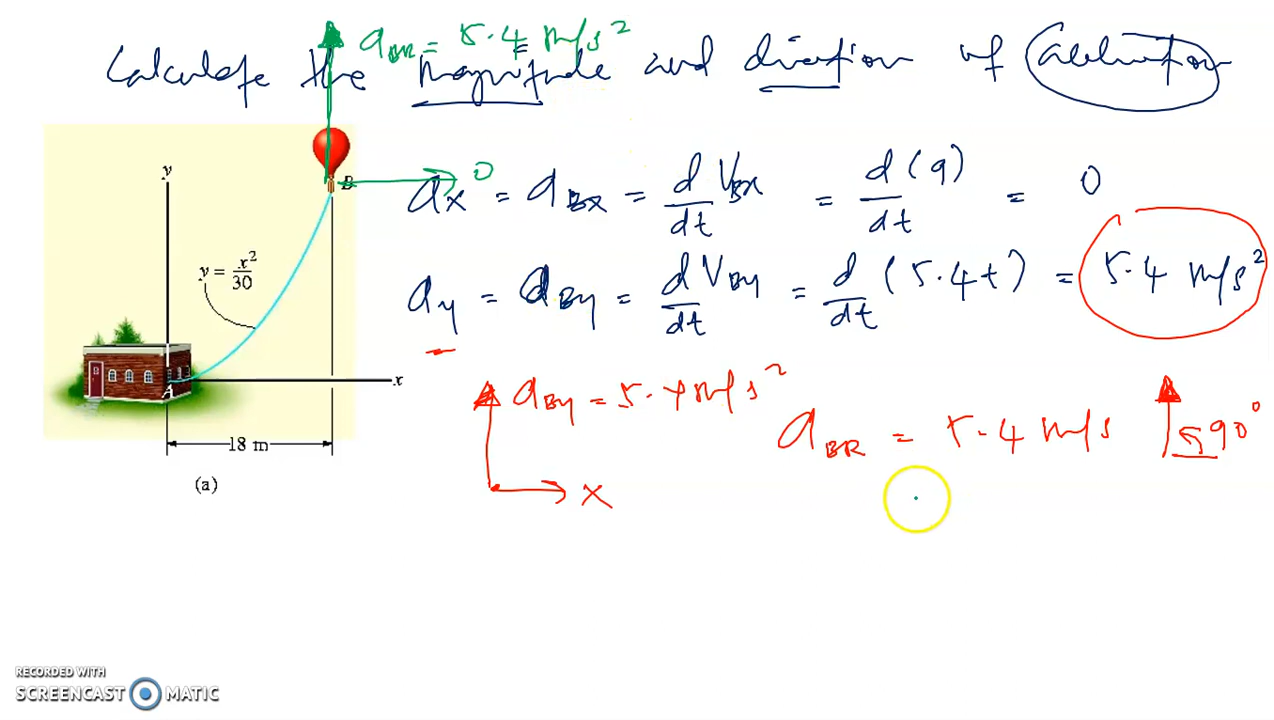 a_BR = 5.4 m/s²
Calculate the magnitude and direction of
0
a_x = a_Bx = d/dt V_Bx = d(9)/dt = 0
a_y = a_By = d/dt V_By = d/dt (5.4t) = 5.4 m/s²
y
B
y = x²/30
A
x
18 m
(a)
a_By = 5.4 m/s²
x
a_BR = 5.4 m/s 90°
RECORDED WITH
SCREENCAST MATIC